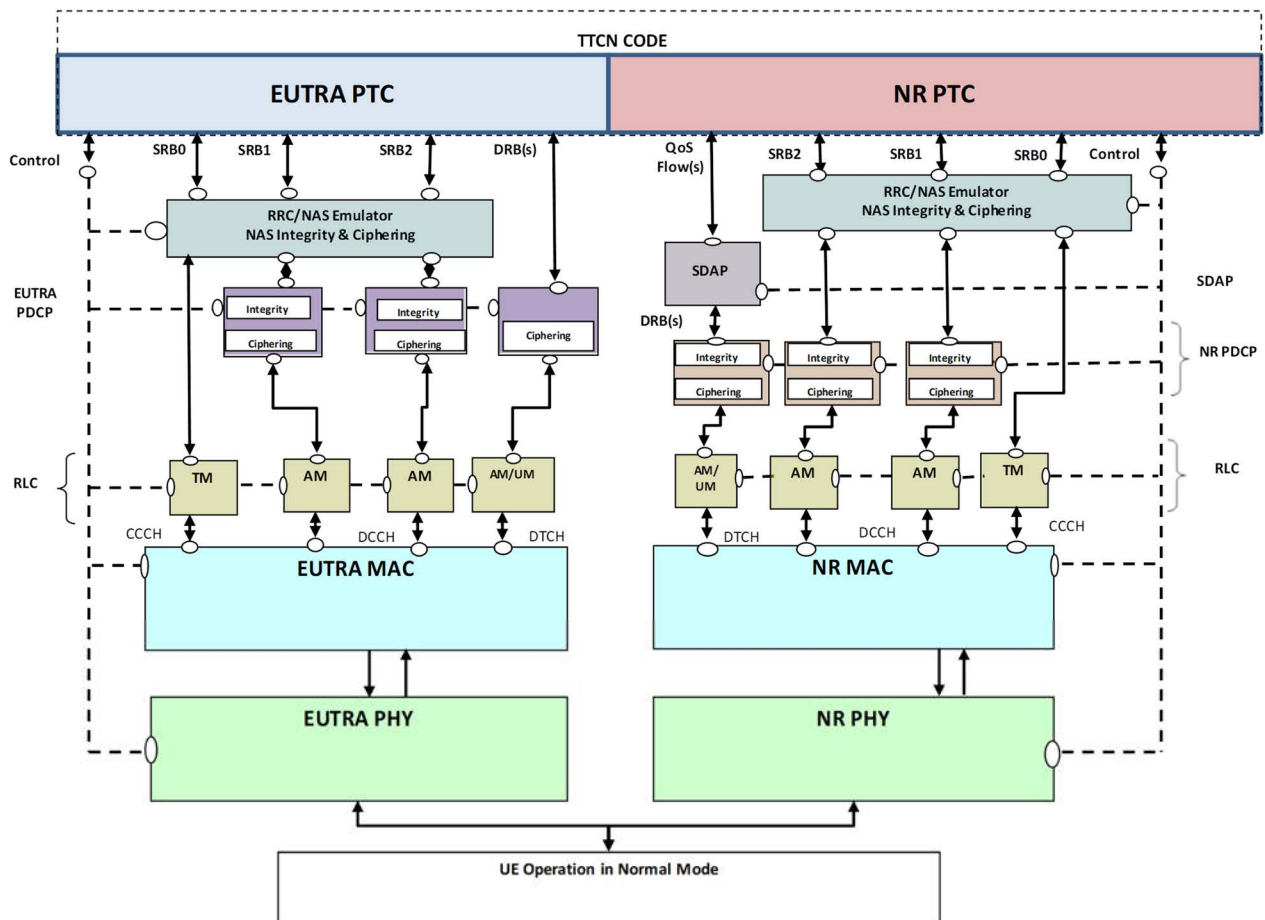 TTCN CODE
EUTRA PTC
NR PTC
Control
SRB0
SRB1
SRB2
DRB(s)
QoS
Flow(s)
SRB2
SRB1
SRB0
Control
RRC/NAS Emulator
NAS Integrity & Ciphering
RRC/NAS Emulator
NAS Integrity & Ciphering
EUTRA
PDCP
Integrity
Ciphering
Integrity
Ciphering
Ciphering
SDAP
SDAP
DRB(s)
Integrity
Ciphering
Integrity
Ciphering
Integrity
Ciphering
NR PDCP
RLC
TM
AM
AM
AM/UM
AM/
UM
AM
AM
TM
RLC
CCCH
DCCH
DTCH
DTCH
DCCH
CCCH
EUTRA MAC
NR MAC
EUTRA PHY
NR PHY
UE Operation in Normal Mode